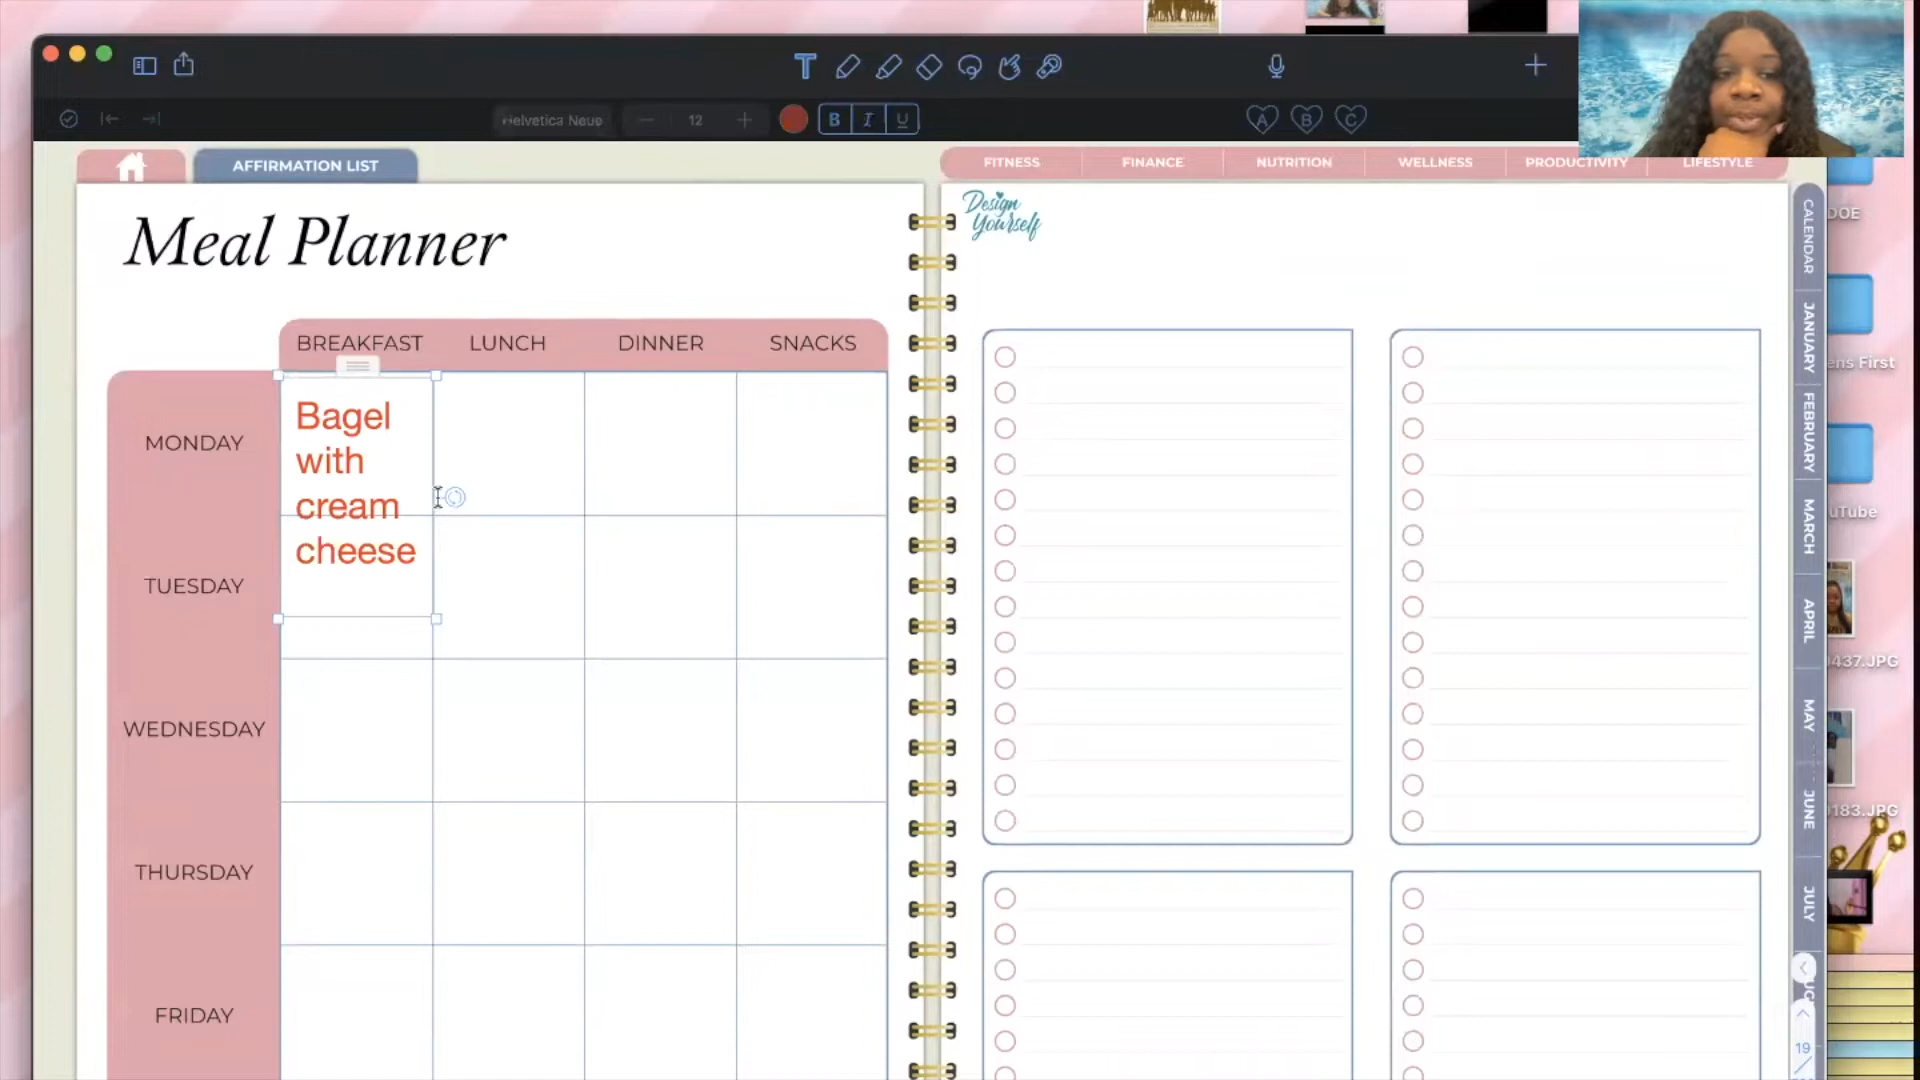 Helvetica Neue
12
B I U
A B C
AFFIRMATION LIST
FITNESS
FINANCE
NUTRITION
WELLNESS
PRODUCTIVITY
LIFESTYLE
Meal Planner
Design
Yourself
BREAKFAST
LUNCH
DINNER
SNACKS
MONDAY
Bagel
with
cream
cheese
TUESDAY
WEDNESDAY
THURSDAY
FRIDAY
CALENDAR
JANUARY
FEBRUARY
MARCH
APRIL
MAY
JUNE
JULY
19
DOE
ens First
uTube
437.JPG
183.JPG